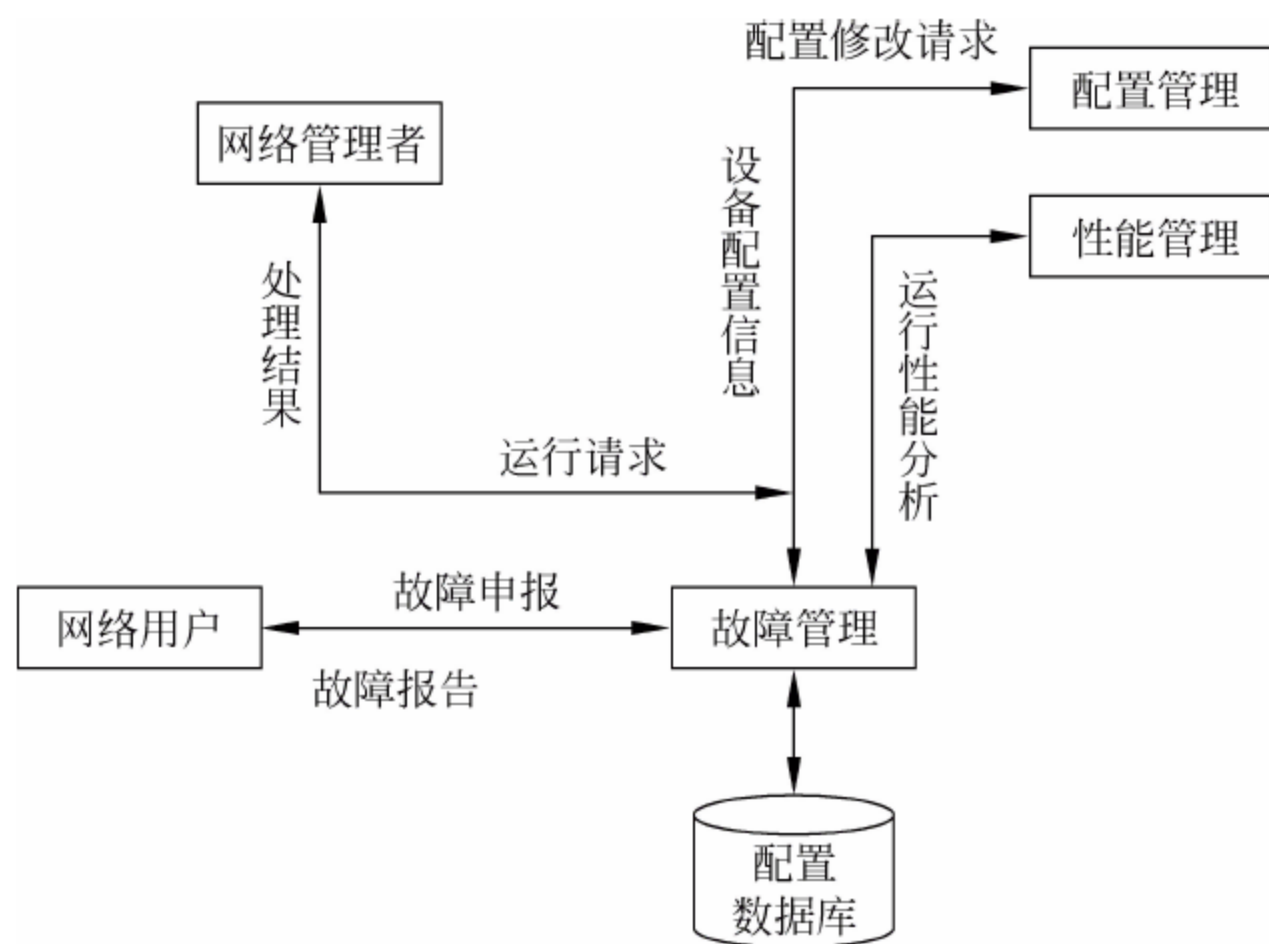 配置修改请求
配置管理
网络管理者
设备配置信息
性能管理
处理结果
运行性能分析
运行请求
故障申报
网络用户
故障管理
故障报告
配置
数据库